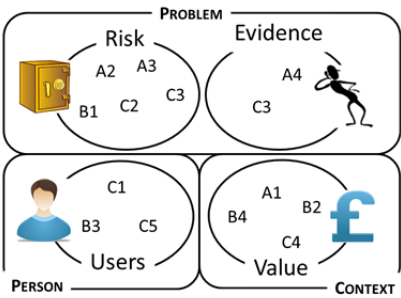 PROBLEM
Risk
A2 A3
B1 C2 C3
Evidence
A4
C3
C1
B3 C5
Users
PERSON
A1
B4 B2
C4
£
Value
CONTEXT